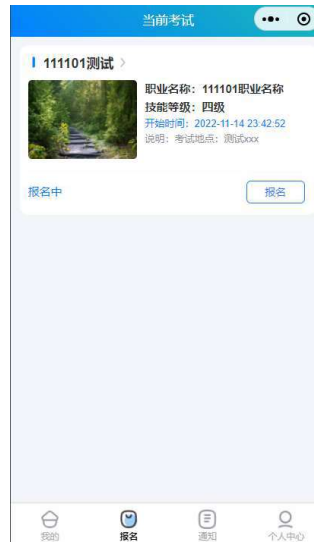 当前考试
111101测试
职业名称：111101职业名称
技能等级：四级
开始时间：2022-11-14 23:42:52
说明：考试地点：测试xxx
报名中
报名
我的
报名
通知
个人中心